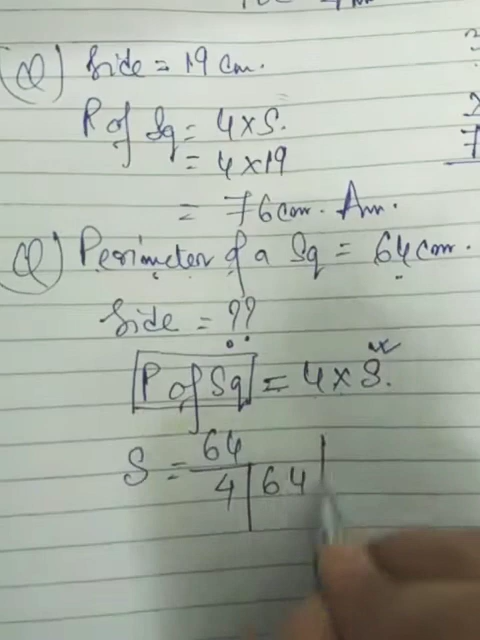 (Q) Side = 19 cm.
P of Sq = 4 x S.
= 4 x 19
= 76 cm. Ans.
(Q) Perimeter of a Sq = 64 cm.
Side = ??
P of Sq = 4 x S.
S = 64
4 | 64 |